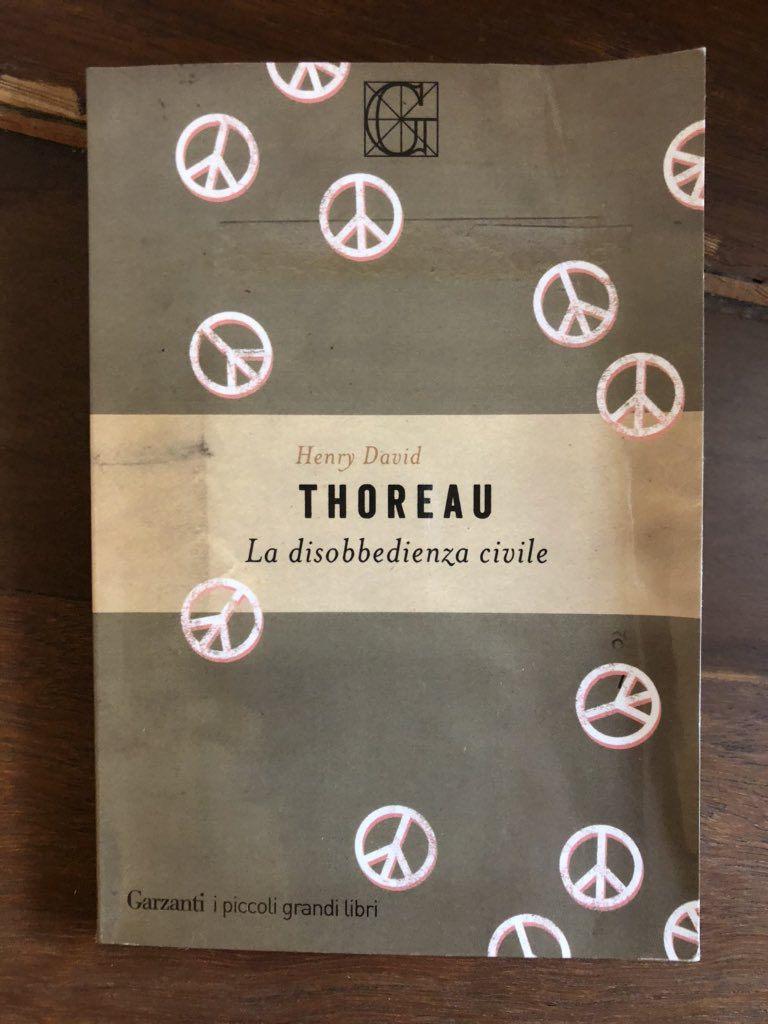 G
Henry David
THOREAU
La disobbedienza civile
Garzanti i piccoli grandi libri